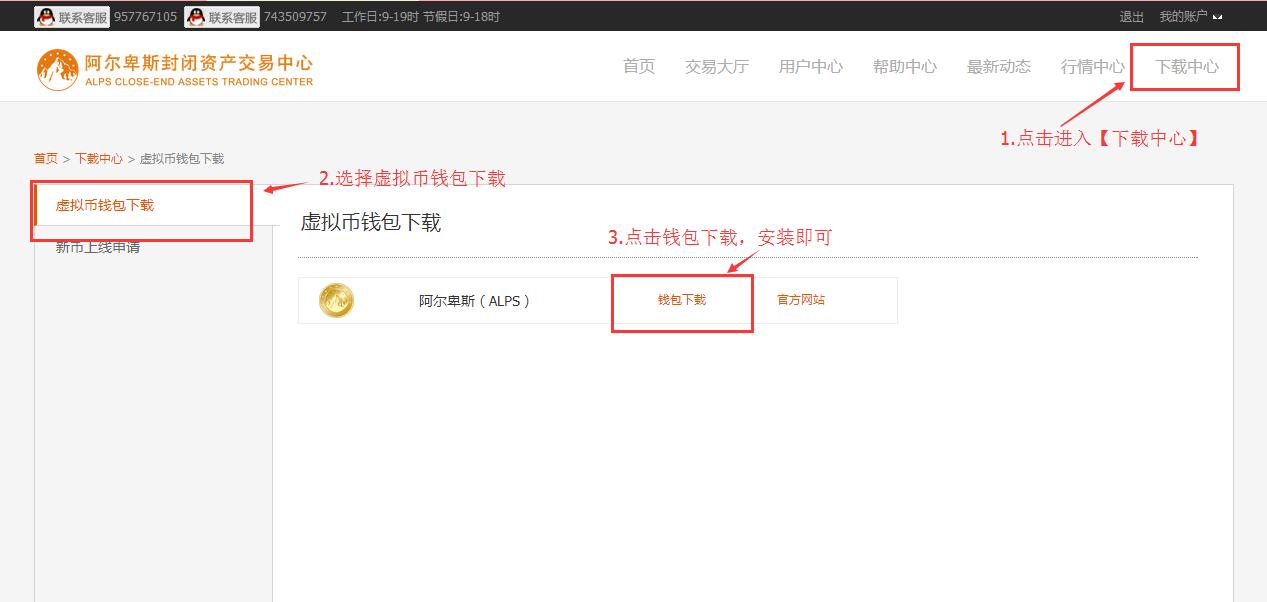 联系客服 957767105 联系客服 743509757 工作日:9-19时 节假日:9-18时 退出 我的账户
阿尔卑斯封闭资产交易中心
ALPS CLOSE-END ASSETS TRADING CENTER
首页 交易大厅 用户中心 帮助中心 最新动态 行情中心 下载中心
1.点击进入【下载中心】
首页 > 下载中心 > 虚拟币钱包下载
2.选择虚拟币钱包下载
虚拟币钱包下载
新币上线申请
虚拟币钱包下载
3.点击钱包下载，安装即可
阿尔卑斯（ALPS） 钱包下载 官方网站